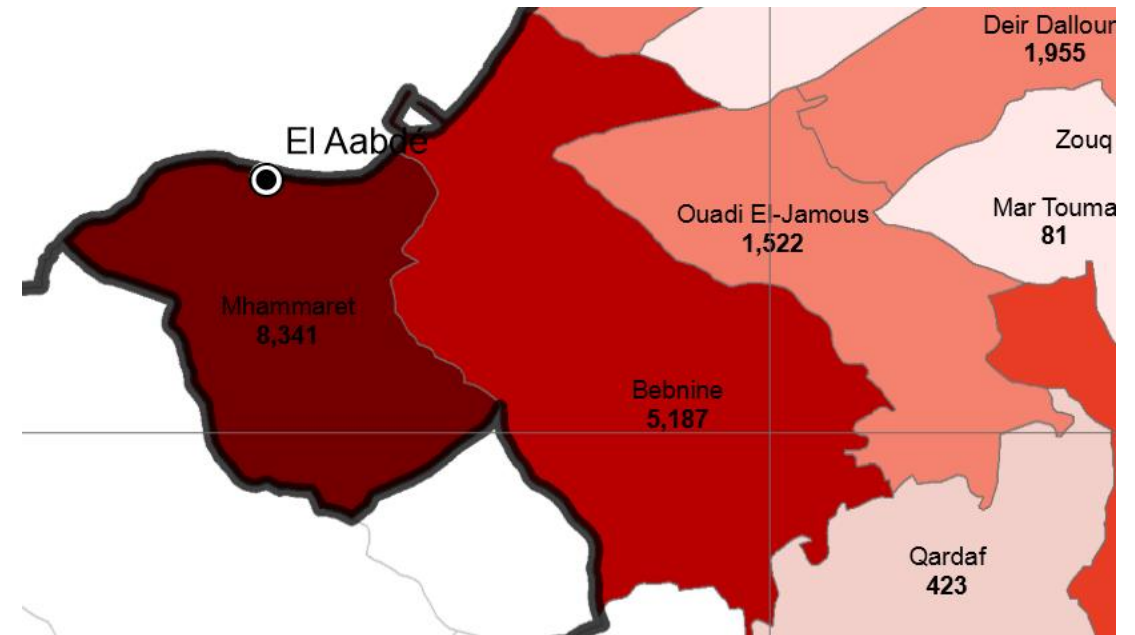 Deir Dallour
1,955
El Aabdé
Zouq
Ouadi El-Jamous
1,522
Mar Touma
81
Mhammaret
8,341
Bebnine
5,187
Qardaf
423